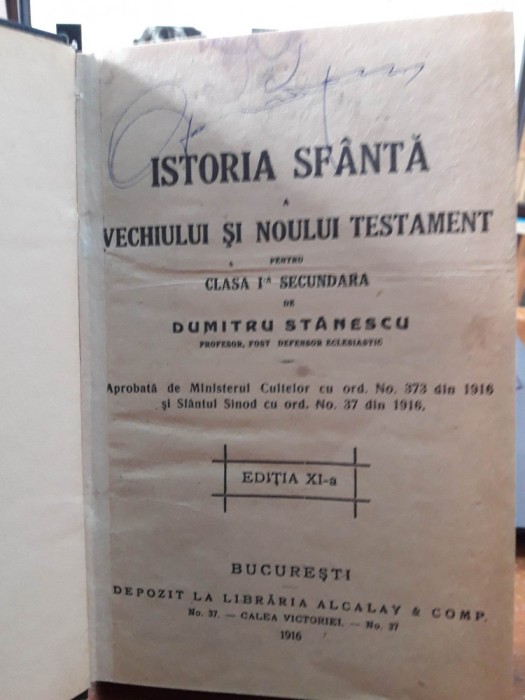 ISTORIA SFÂNTĂ
A
VECHIULUI ŞI NOULUI TESTAMENT
PENTRU
CLASA I-A SECUNDARA
DE
DUMITRU STĂNESCU
PROFESOR, FOST DEFENSOR ECLESIASTIC
Aprobată de Ministerul Cultelor cu ord. No. 373 din 1916
şi Sfântul Sinod cu ord. No. 37 din 1916,
EDIŢIA XI-a
BUCUREŞTI
DEPOZIT LA LIBRĂRIA ALCALAY & COMP.
No. 37. — CALEA VICTORIEI. — No. 37
1916